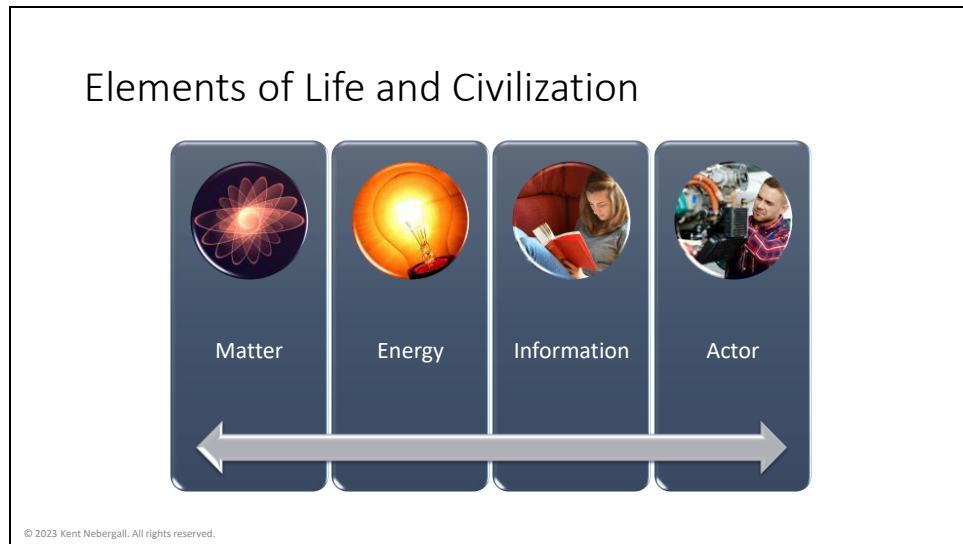 Elements of Life and Civilization
Matter
Energy
Information
Actor
© 2023 Kent Nebergall. All rights reserved.